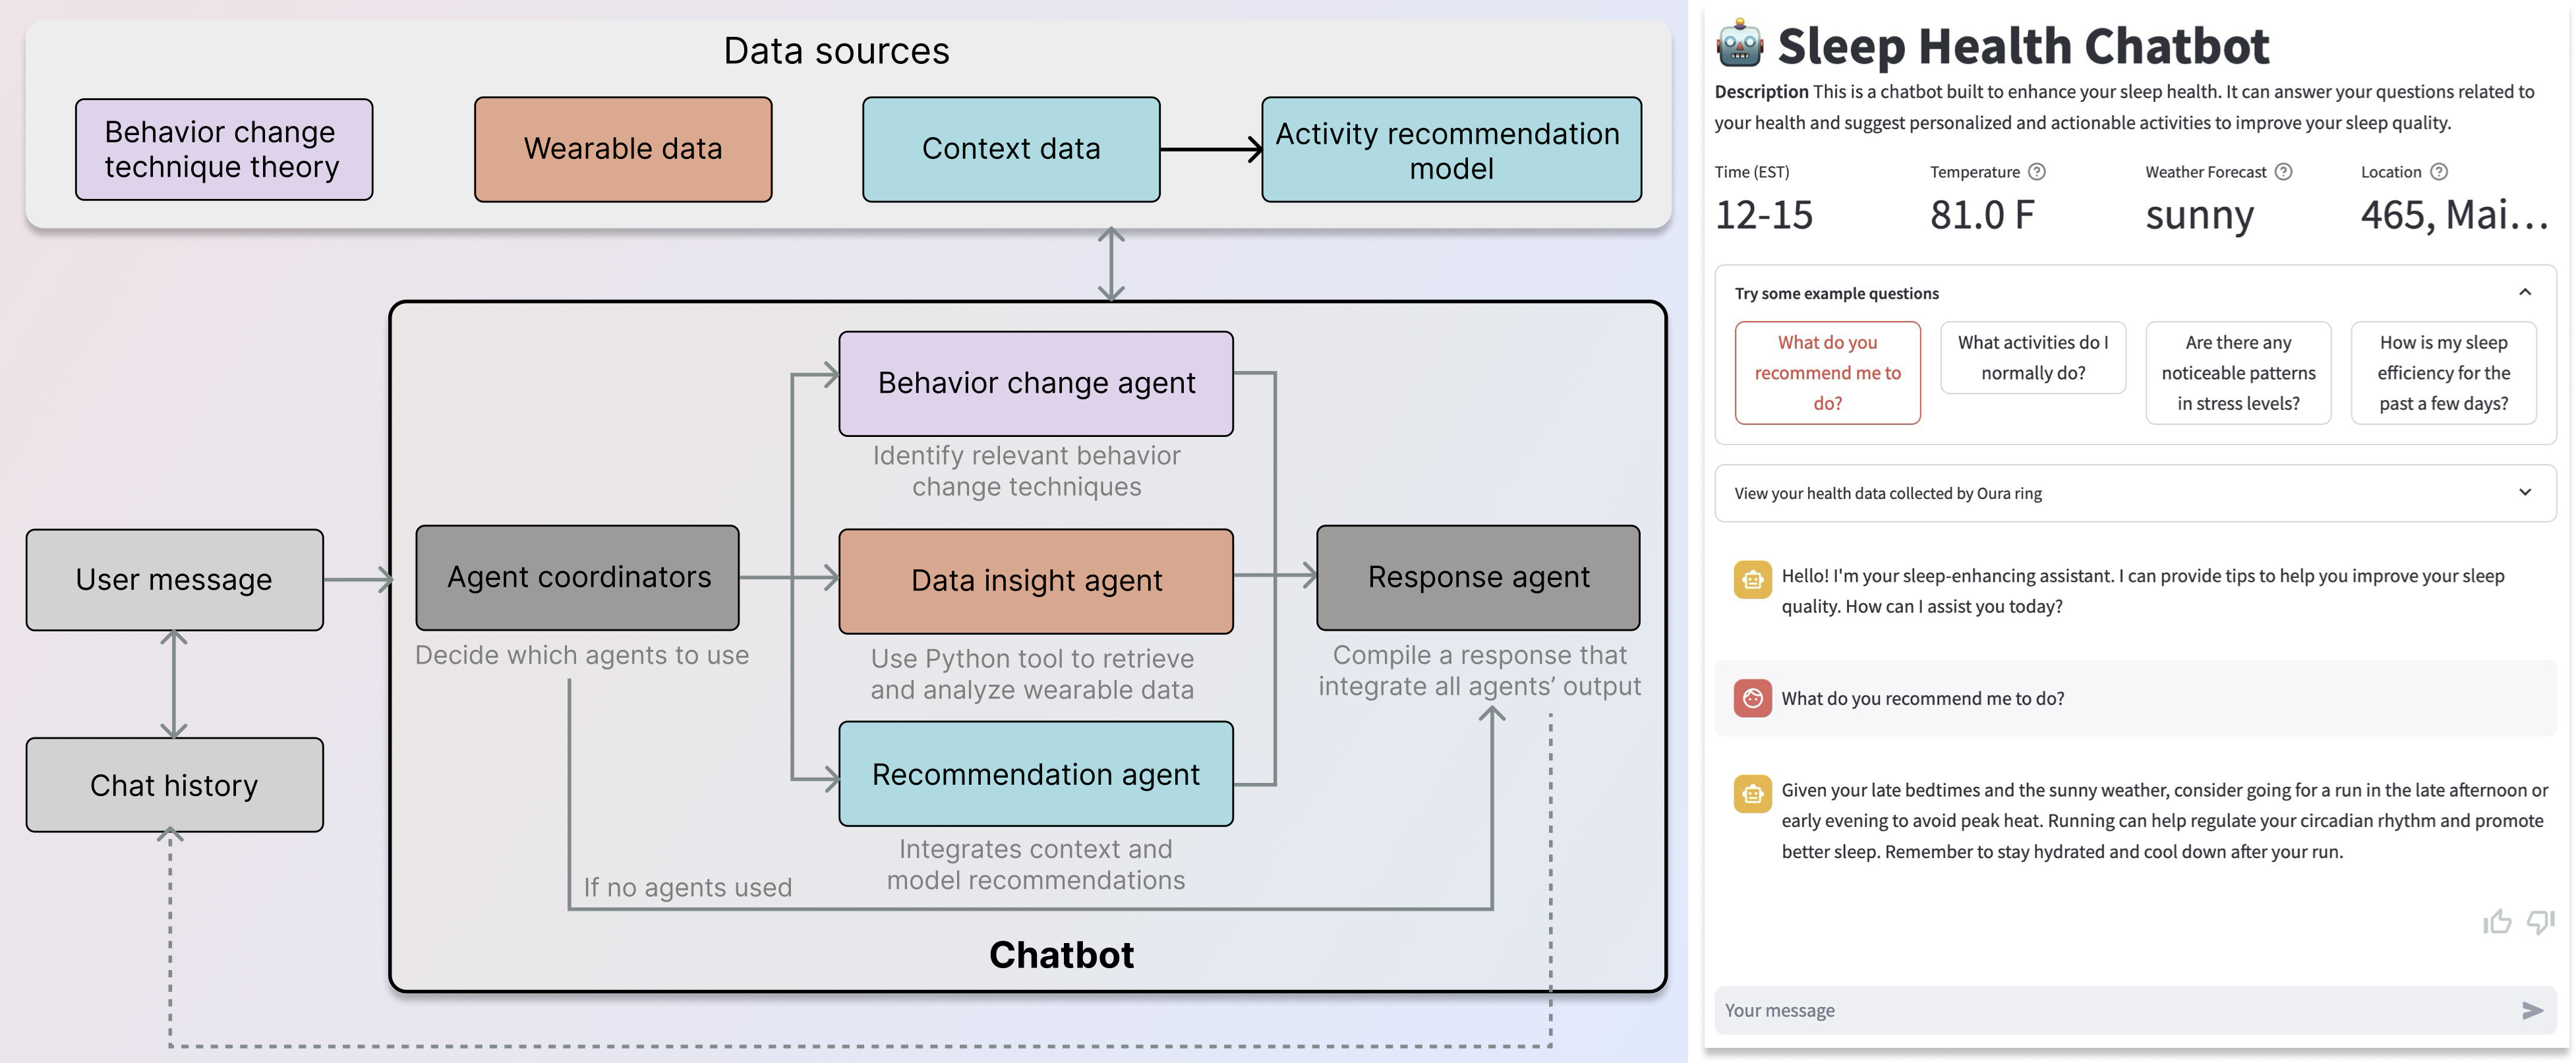 Data sources
Behavior change
technique theory
Wearable data
Context data
Activity recommendation
model
Behavior change agent
Identify relevant behavior
change techniques
User message
Agent coordinators
Decide which agents to use
Data insight agent
Use Python tool to retrieve
and analyze wearable data
Response agent
Compile a response that
integrate all agents’ output
Chat history
Recommendation agent
Integrates context and
model recommendations
If no agents used
Chatbot
Sleep Health Chatbot
Description This is a chatbot built to enhance your sleep health. It can answer your questions related to
your health and suggest personalized and actionable activities to improve your sleep quality.
Time (EST)
12-15
Temperature
81.0 F
Weather Forecast
sunny
Location
465, Mai...
Try some example questions
What do you
recommend me to
do?
What activities do I
normally do?
Are there any
noticeable patterns
in stress levels?
How is my sleep
efficiency for the
past a few days?
View your health data collected by Oura ring
Hello! I'm your sleep-enhancing assistant. I can provide tips to help you improve your sleep
quality. How can I assist you today?
What do you recommend me to do?
Given your late bedtimes and the sunny weather, consider going for a run in the late afternoon or
early evening to avoid peak heat. Running can help regulate your circadian rhythm and promote
better sleep. Remember to stay hydrated and cool down after your run.
Your message